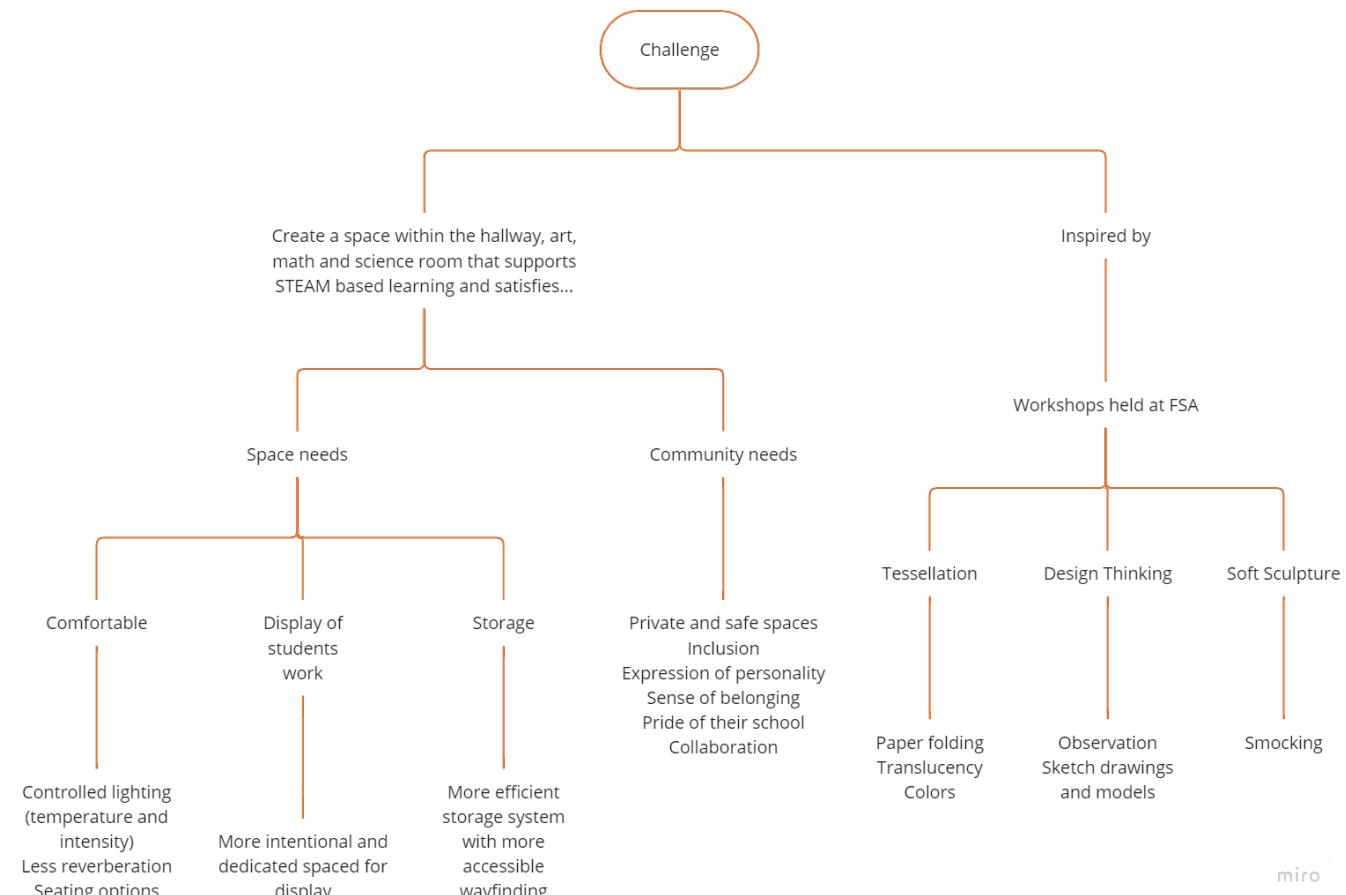 Challenge
Create a space within the hallway, art,
math and science room that supports
STEAM based learning and satisfies...
Inspired by
Workshops held at FSA
Space needs
Community needs
Tessellation
Design Thinking
Soft Sculpture
Comfortable
Display of
students
work
Storage
Private and safe spaces
Inclusion
Expression of personality
Sense of belonging
Pride of their school
Collaboration
Paper folding
Translucency
Colors
Observation
Sketch drawings
and models
Smocking
Controlled lighting
(temperature and
intensity)
Less reverberation
Seating options
More intentional and
dedicated spaced for
display
More efficient
storage system
with more
accessible
wayfinding
miro